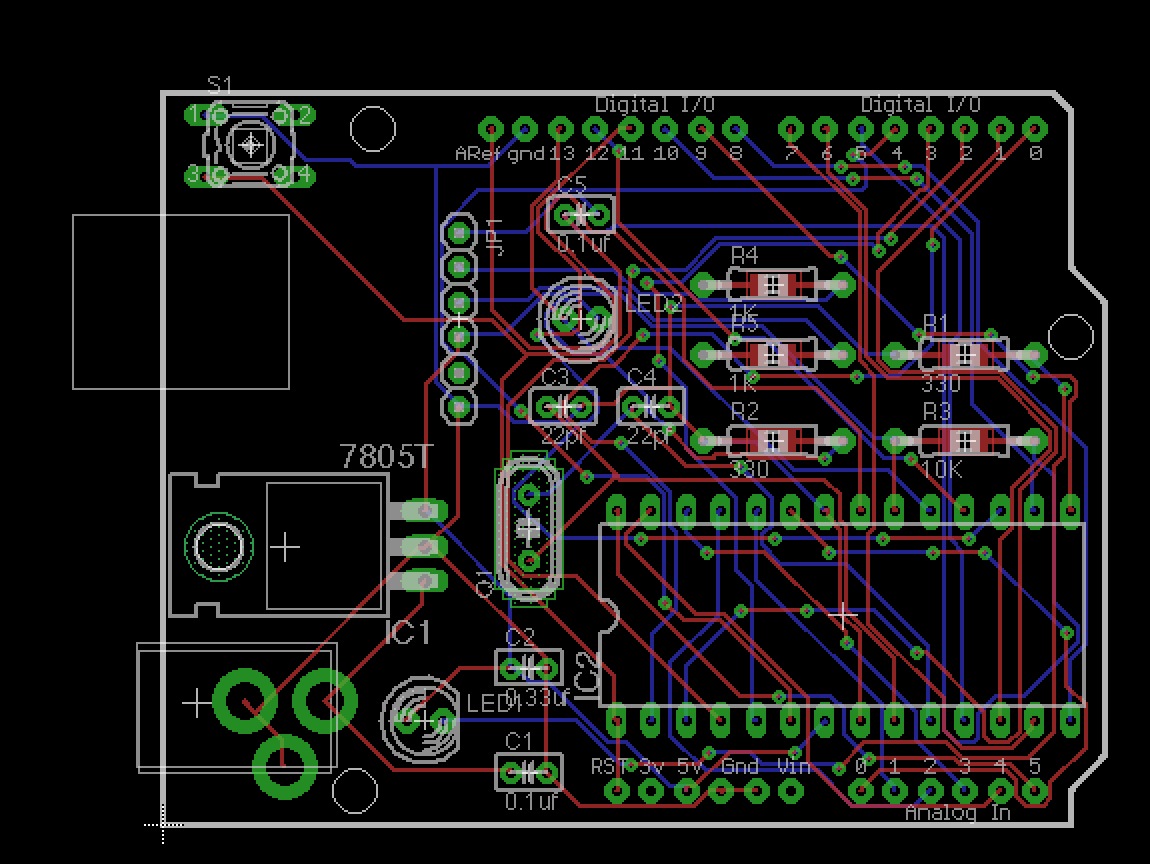 S1
1 2
3 4
Digital I/O Digital I/O
ARef gnd 13 12 11 10 9 8 7 6 5 4 3 2 1 0
C5
0.1uf
JP1
R4
1K
LED2
R5
1K
R1
330
C3
22pf
C4
22pf
R2
330
R3
10K
7805T
IC1
Q1
C2
0.33uf
IC2
LED1
C1
0.1uf
RST 3v 5v Gnd Vin 0 1 2 3 4 5
Analog In